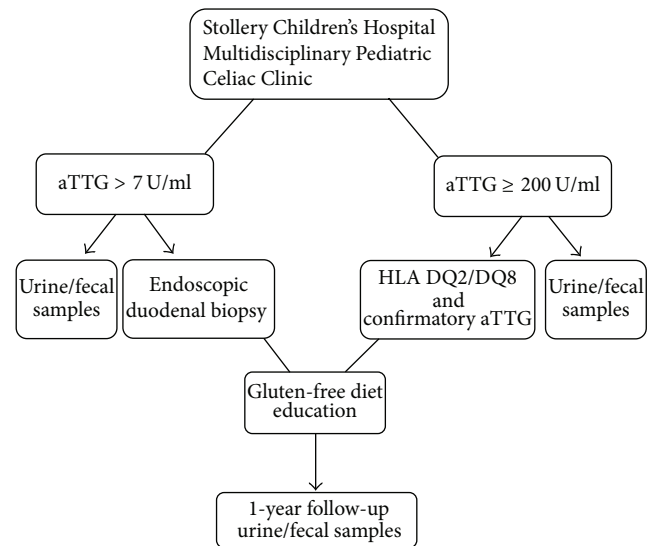 Stollery Children's Hospital
Multidisciplinary Pediatric
Celiac Clinic
aTTG > 7 U/ml
aTTG ≥ 200 U/ml
Urine/fecal
samples
Endoscopic
duodenal biopsy
HLA DQ2/DQ8
and
confirmatory aTTG
Urine/fecal
samples
Gluten-free diet
education
1-year follow-up
urine/fecal samples